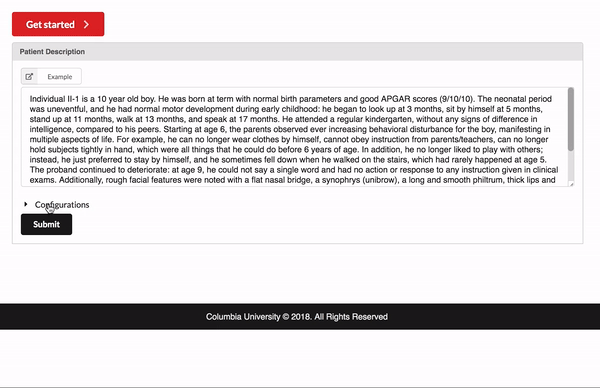 Get started
Patient Description
Example
Individual II-1 is a 10 year old boy. He was born at term with normal birth parameters and good APGAR scores (9/10/10). The neonatal period
was uneventful, and he had normal motor development during early childhood: he began to look up at 3 months, sit by himself at 5 months,
stand up at 11 months, walk at 13 months, and speak at 17 months. He attended a regular kindergarten, without any signs of difference in
intelligence, compared to his peers. Starting at age 6, the parents observed ever increasing behavioral disturbance for the boy, manifesting in
multiple aspects of life. For example, he can no longer wear clothes by himself, cannot obey instruction from parents/teachers, can no longer
hold subjects tightly in hand, which were all things that he could do before 6 years of age. In addition, he no longer liked to play with others;
instead, he just preferred to stay by himself, and he sometimes fell down when he walked on the stairs, which had rarely happened at age 5.
The proband continued to deteriorate: at age 9, he could not say a single word and had no action or response to any instruction given in clinical
exams. Additionally, rough facial features were noted with a flat nasal bridge, a synophrys (unibrow), a long and smooth philtrum, thick lips and
Configurations
Submit
Columbia University © 2018. All Rights Reserved